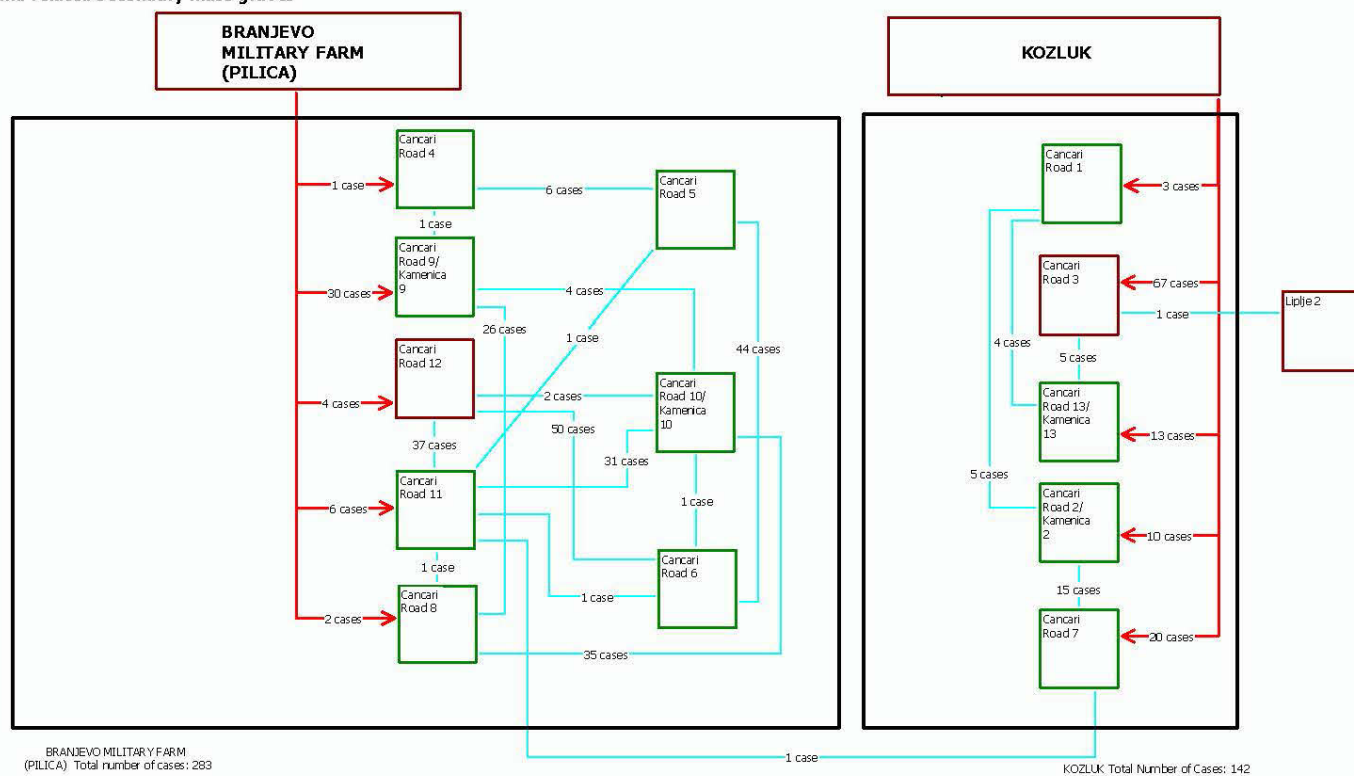 BRANJEVO
MILITARY FARM
(PILICA)
KOZLUK
Cancari
Road 4
1 case
6 cases
Cancari
Road 5
1 case
Cancari
Road 9/
Kamenica
9
30 cases
4 cases
26 cases
1 case
44 cases
Cancari
Road 12
4 cases
2 cases
50 cases
Cancari
Road 10/
Kamenica
10
37 cases
31 cases
Cancari
Road 11
6 cases
1 case
1 case
Cancari
Road 6
1 case
1 case
Cancari
Road 8
2 cases
35 cases
Cancari
Road 1
3 cases
Cancari
Road 3
67 cases
1 case
Liplje 2
4 cases
5 cases
Cancari
Road 13/
Kamenica
13
13 cases
5 cases
Cancari
Road 2/
Kamenica
2
10 cases
15 cases
Cancari
Road 7
20 cases
1 case
BRANJEVO MILITARY FARM
(PILICA) Total number of cases: 283
KOZLUK Total Number of Cases: 142